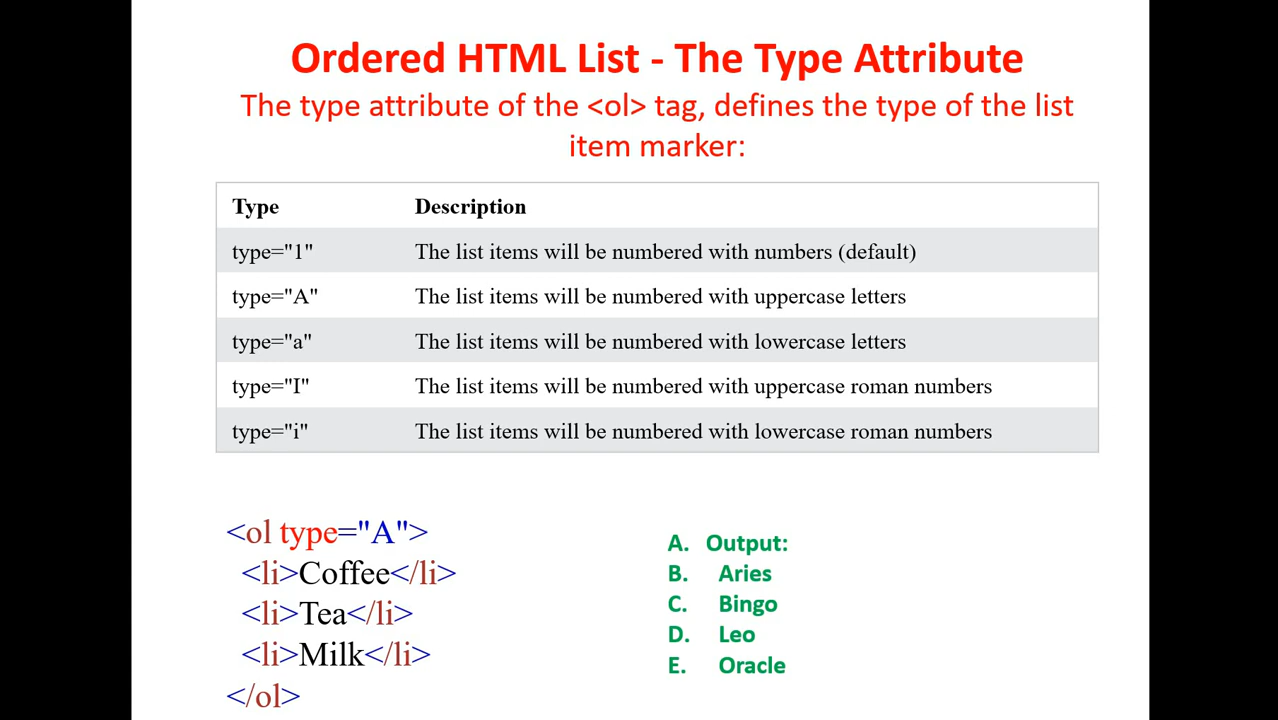 Ordered HTML List - The Type Attribute
The type attribute of the <ol> tag, defines the type of the list
item marker:
Type Description
type="1" The list items will be numbered with numbers (default)
type="A" The list items will be numbered with uppercase letters
type="a" The list items will be numbered with lowercase letters
type="I" The list items will be numbered with uppercase roman numbers
type="i" The list items will be numbered with lowercase roman numbers
<ol type="A">
<li>Coffee</li>
<li>Tea</li>
<li>Milk</li>
</ol>
A. Output:
B. Aries
C. Bingo
D. Leo
E. Oracle